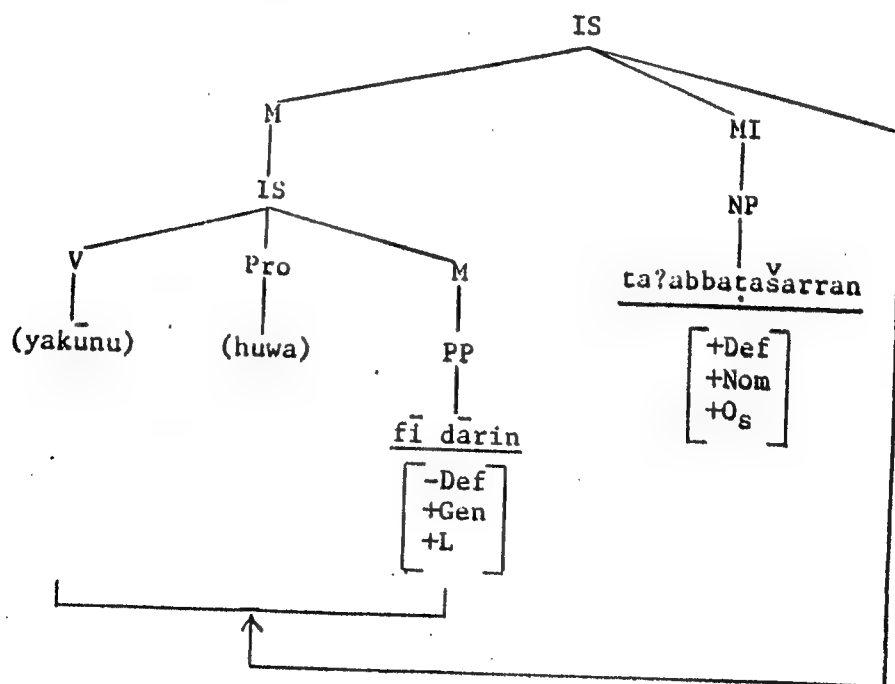 IS
M MI
IS NP
V Pro M
ta?abbaṭašarran
(yakūnu) (huwa) PP
+Def
+Nom
+Os
fī dārin
-Def
+Gen
+L